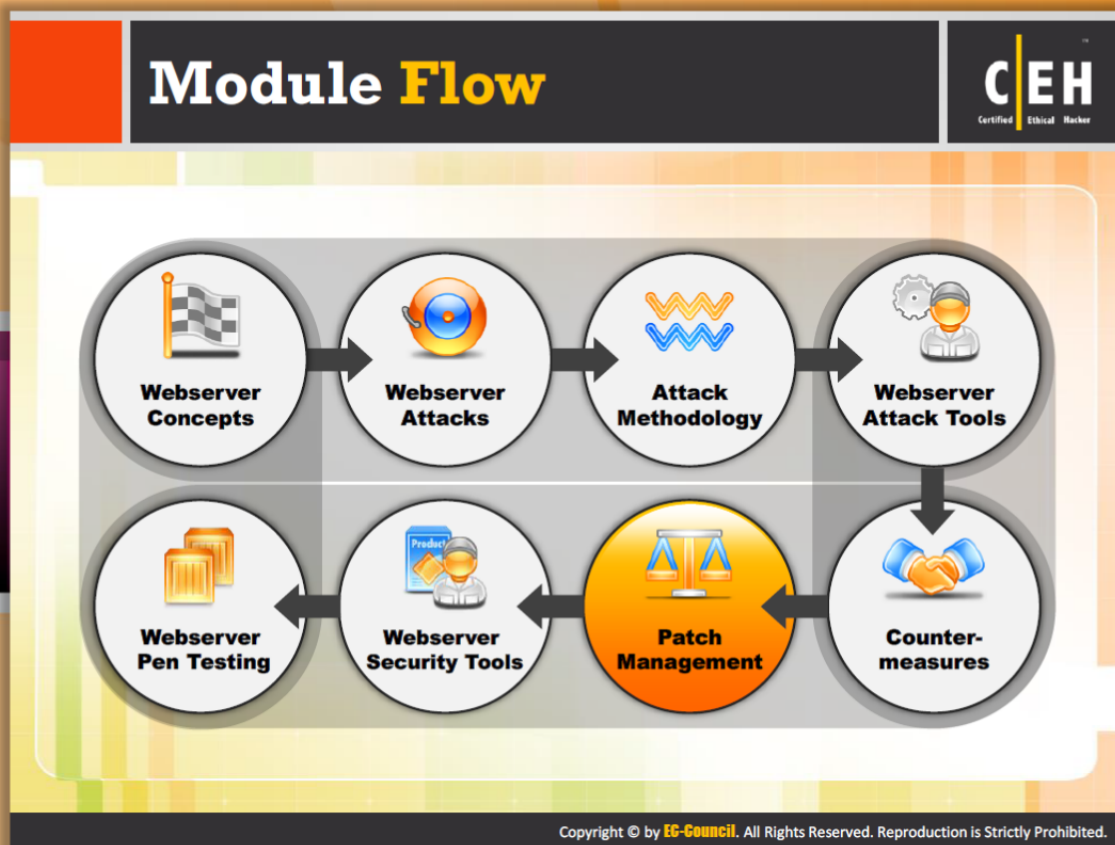 Module Flow
CEH
™
Certified Ethical Hacker
Webserver
Concepts
Webserver
Attacks
Attack
Methodology
Webserver
Attack Tools
Webserver
Pen Testing
Product
Webserver
Security Tools
Patch
Management
Counter-
measures
Copyright © by EC-Council. All Rights Reserved. Reproduction is Strictly Prohibited.